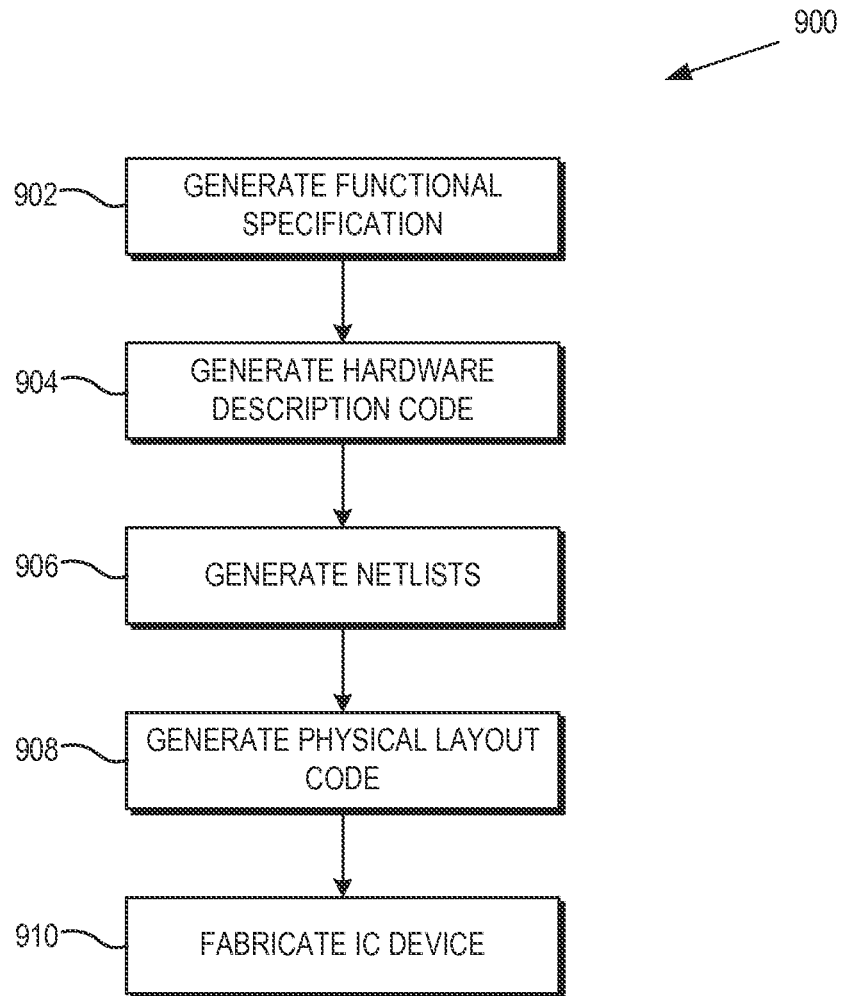 900
902
GENERATE FUNCTIONAL
SPECIFICATION
904
GENERATE HARDWARE
DESCRIPTION CODE
906
GENERATE NETLISTS
908
GENERATE PHYSICAL LAYOUT
CODE
910
FABRICATE IC DEVICE